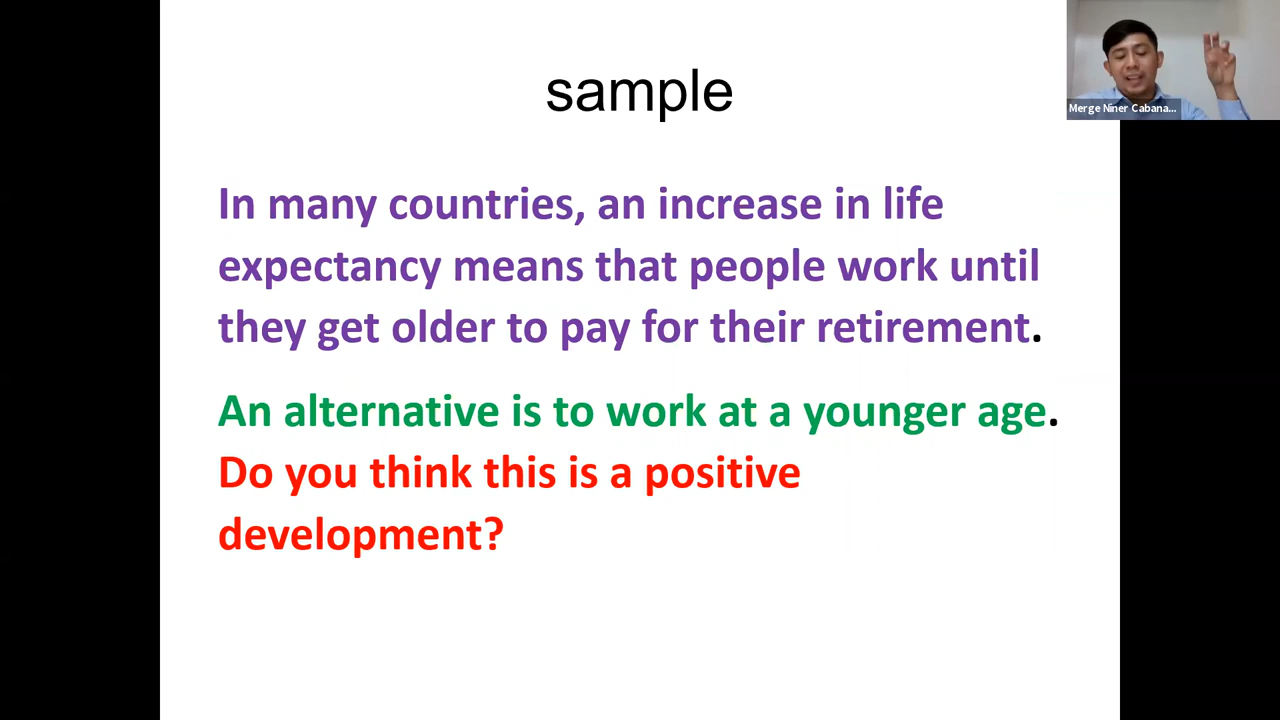 sample
Merge Niner Cabana...
In many countries, an increase in life
expectancy means that people work until
they get older to pay for their retirement.
An alternative is to work at a younger age.
Do you think this is a positive
development?